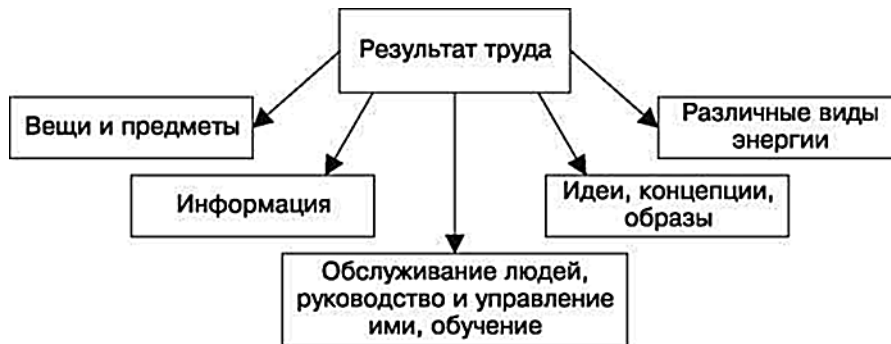 Результат труда
Вещи и предметы
Различные виды
энергии
Информация
Идеи, концепции,
образы
Обслуживание людей,
руководство и управление
ими, обучение